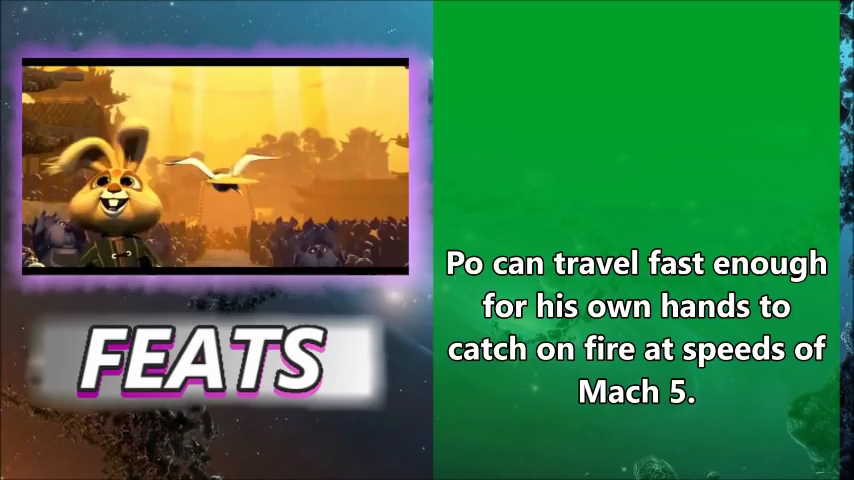 FEATS
Po can travel fast enough
for his own hands to
catch on fire at speeds of
Mach 5.